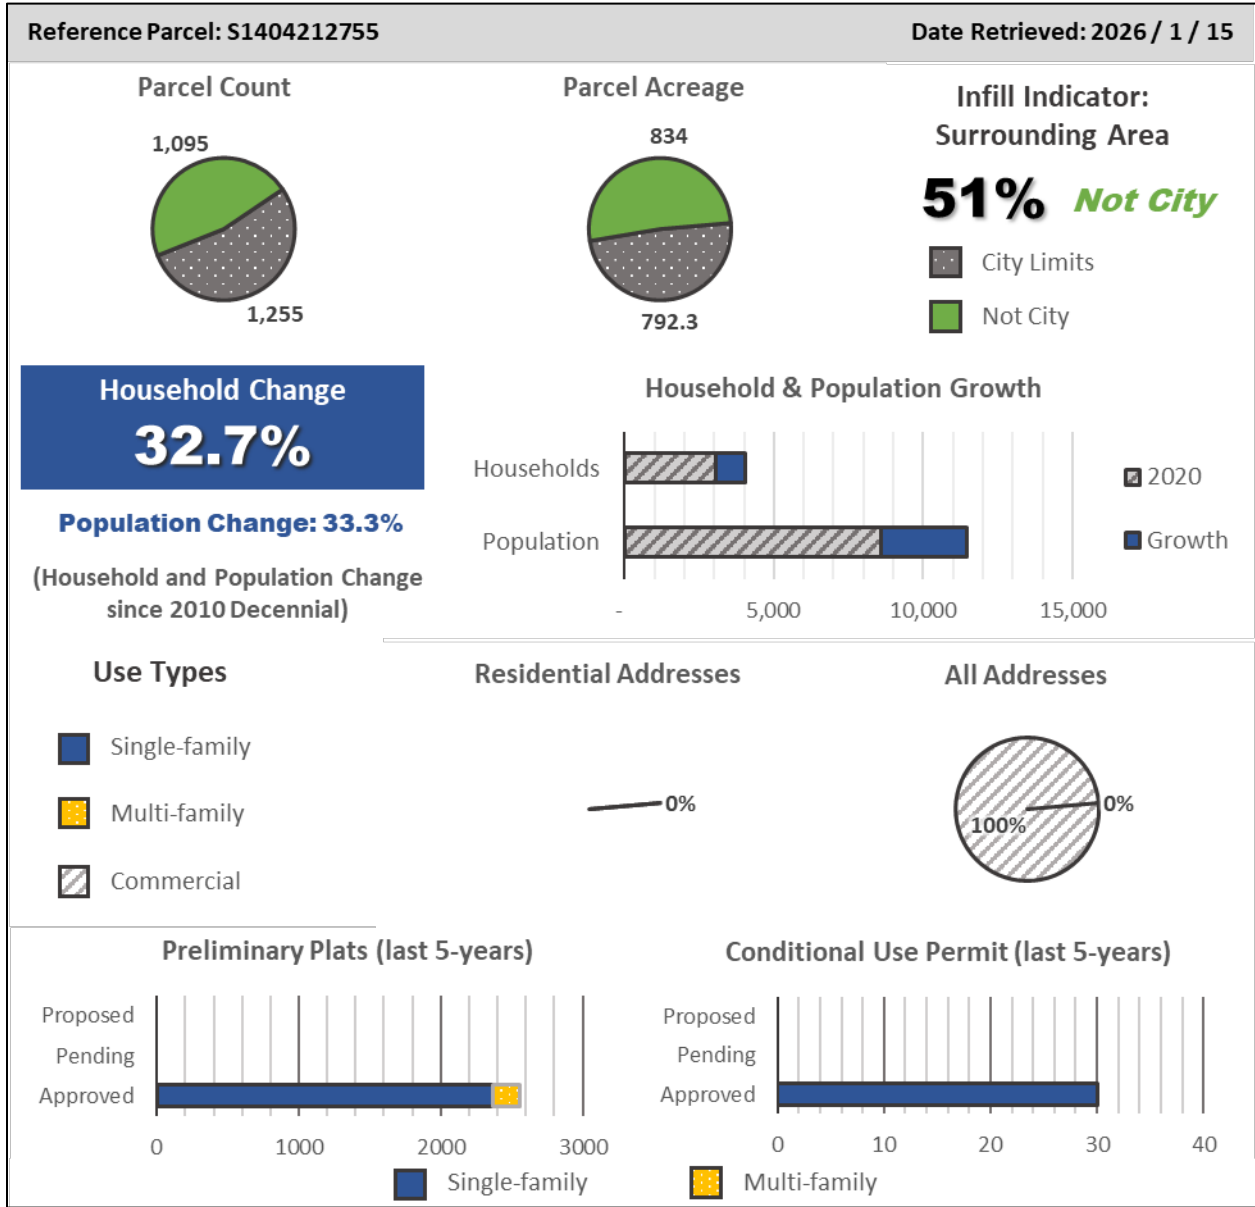 Reference Parcel: S1404212755
Date Retrieved: 2026 / 1 / 15
Parcel Count
1,095
1,255
Parcel Acreage
834
792.3
Infill Indicator:
Surrounding Area
51% Not City
City Limits
Not City
Household Change
32.7%
Population Change: 33.3%
(Household and Population Change
since 2010 Decennial)
Household & Population Growth
Households
Population
- 5,000 10,000 15,000
2020
Growth
Use Types
Single-family
Multi-family
Commercial
Residential Addresses
0%
All Addresses
100%
0%
Preliminary Plats (last 5-years)
Proposed
Pending
Approved
0 1000 2000 3000
Conditional Use Permit (last 5-years)
Proposed
Pending
Approved
0 10 20 30 40
Single-family
Multi-family